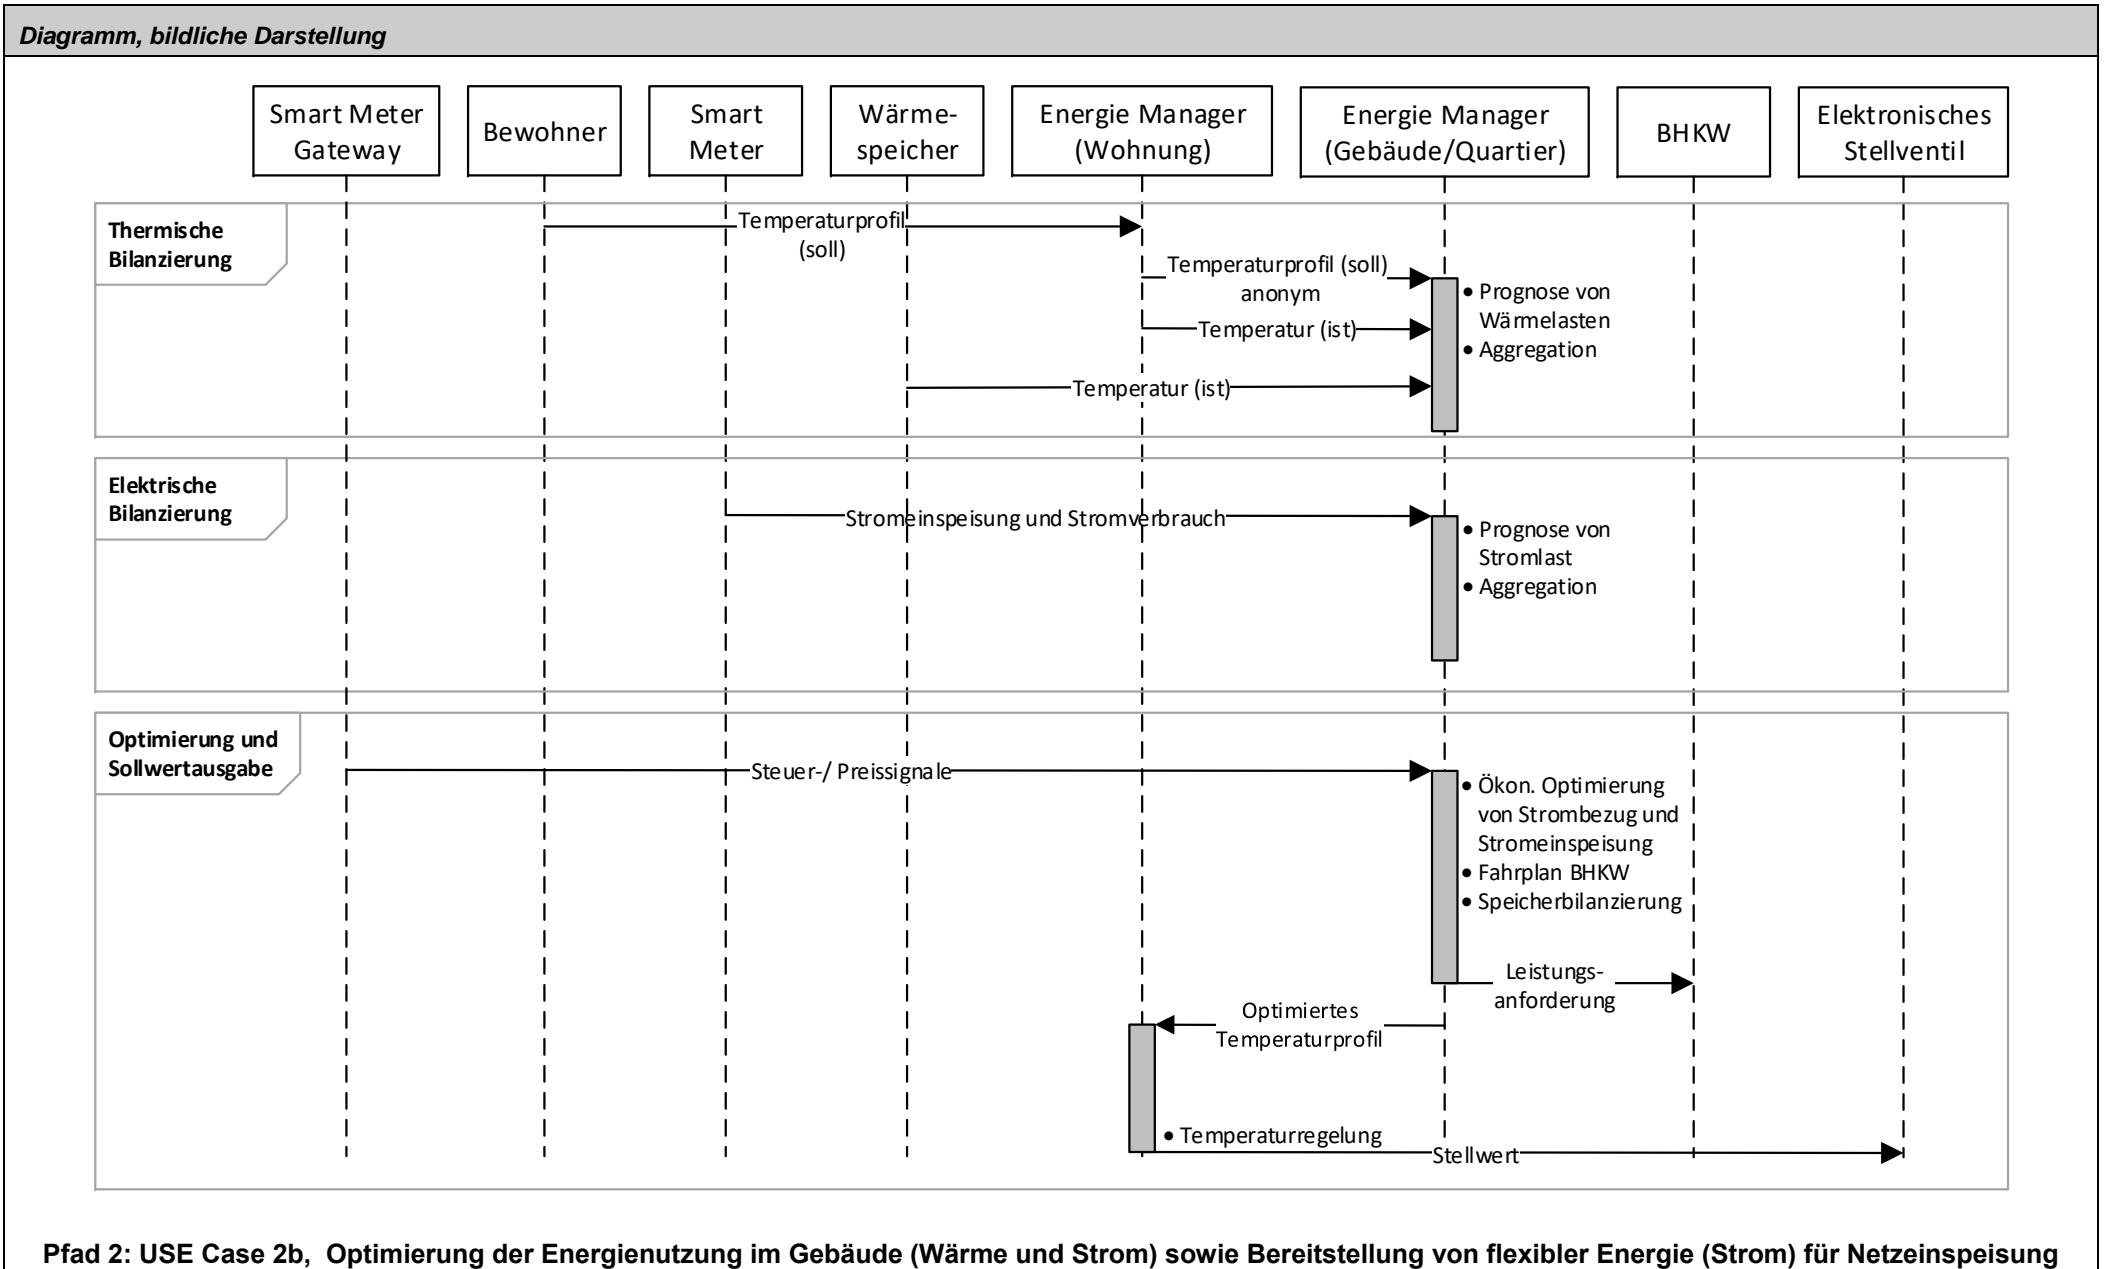 Diagramm, bildliche Darstellung
Smart Meter
Gateway
Bewohner
Smart
Meter
Wärme-
speicher
Energie Manager
(Wohnung)
Energie Manager
(Gebäude/Quartier)
BHKW
Elektronisches
Stellventil
Thermische
Bilanzierung
Temperaturprofil
(soll)
Temperaturprofil (soll)
anonym
Temperatur (ist)
Temperatur (ist)
• Prognose von
Wärmelasten
• Aggregation
Elektrische
Bilanzierung
Stromeinspeisung und Stromverbrauch
• Prognose von
Stromlast
• Aggregation
Optimierung und
Sollwertausgabe
Steuer-/ Preissignale
• Ökon. Optimierung
von Strombezug und
Stromeinspeisung
• Fahrplan BHKW
• Speicherbilanzierung
Leistungs-
anforderung
Optimiertes
Temperaturprofil
• Temperaturregelung
Stellwert
Pfad 2: USE Case 2b, Optimierung der Energienutzung im Gebäude (Wärme und Strom) sowie Bereitstellung von flexibler Energie (Strom) für Netzeinspeisung